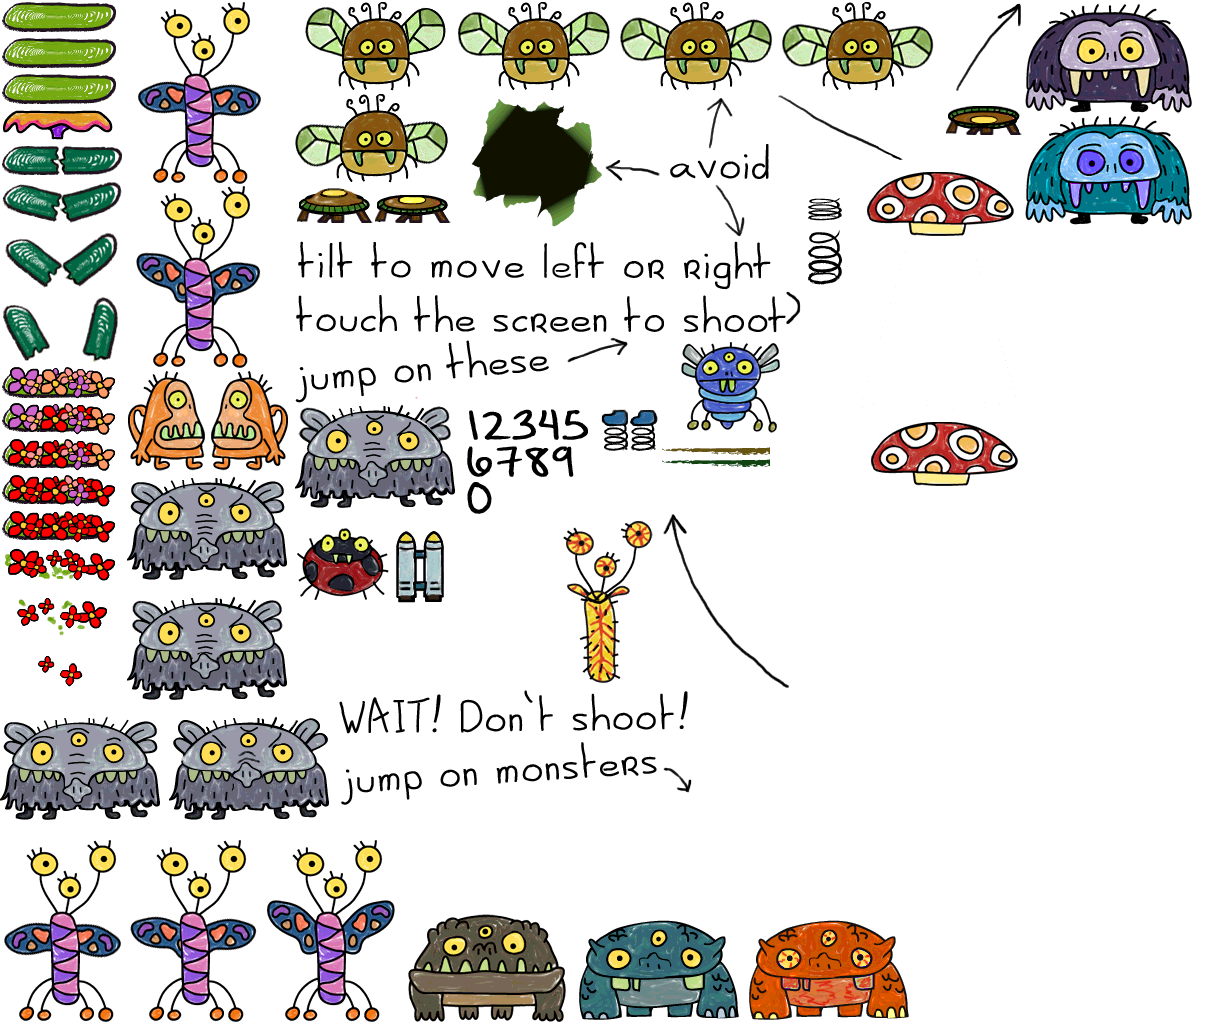 avoid
tilt to move left or right
touch the screen to shoot
jump on these
12345
6789
0
WAIT! Don't shoot!
jump on monsters